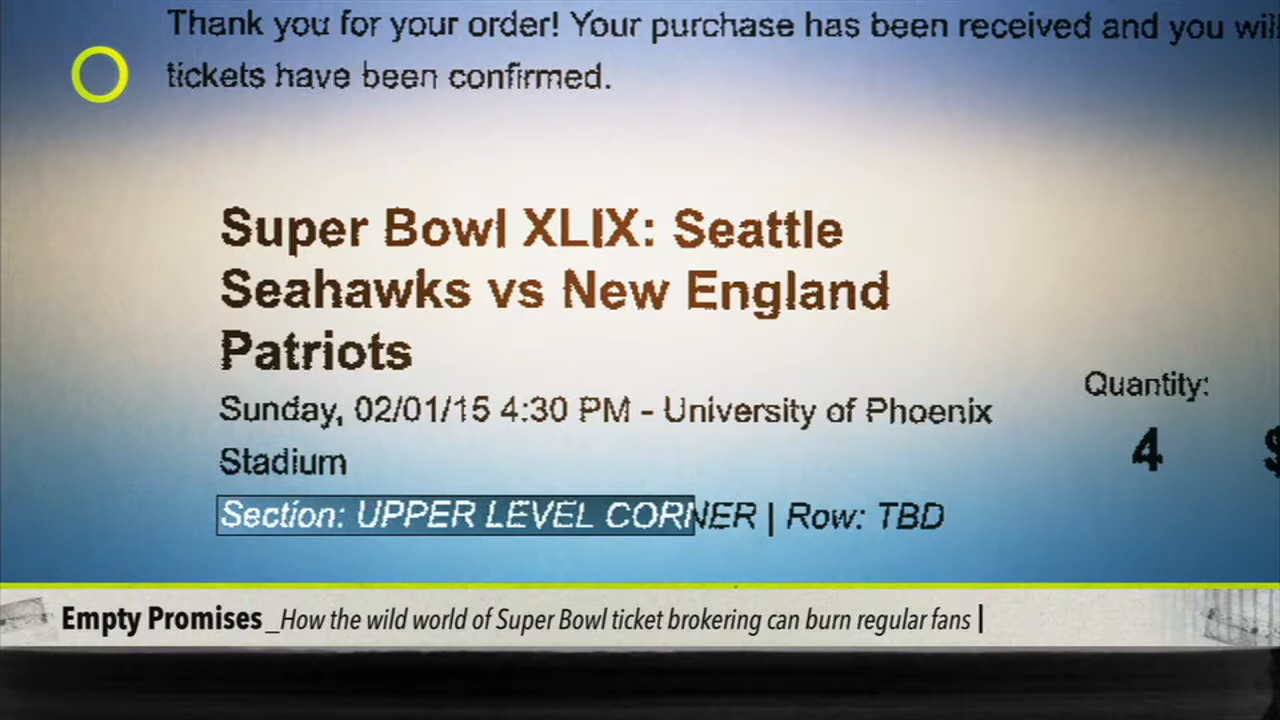 Thank you for your order! Your purchase has been received and you will
tickets have been confirmed.
Super Bowl XLIX: Seattle
Seahawks vs New England
Patriots
Sunday, 02/01/15 4:30 PM - University of Phoenix
Stadium
Quantity:
4
$
Section: UPPER LEVEL CORNER | Row: TBD
Empty Promises _How the wild world of Super Bowl ticket brokering can burn regular fans |